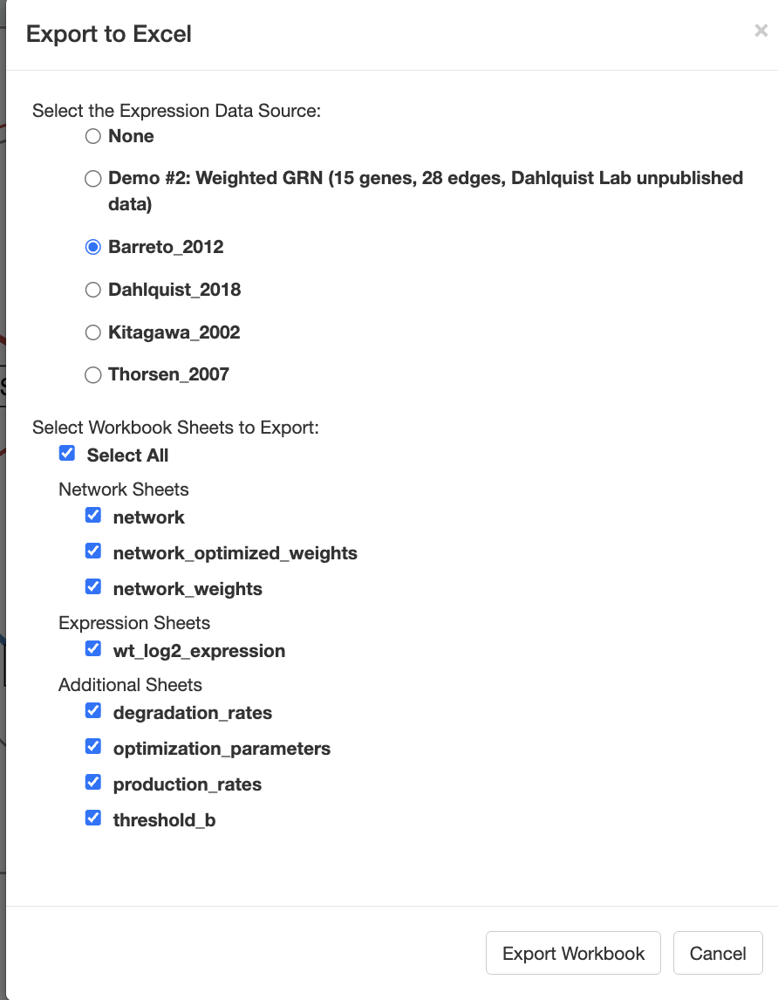 Export to Excel
×
Select the Expression Data Source:
None
Demo #2: Weighted GRN (15 genes, 28 edges, Dahlquist Lab unpublished
data)
Barreto_2012
Dahlquist_2018
Kitagawa_2002
Thorsen_2007
Select Workbook Sheets to Export:
Select All
Network Sheets
network
network_optimized_weights
network_weights
Expression Sheets
wt_log2_expression
Additional Sheets
degradation_rates
optimization_parameters
production_rates
threshold_b
Export Workbook
Cancel